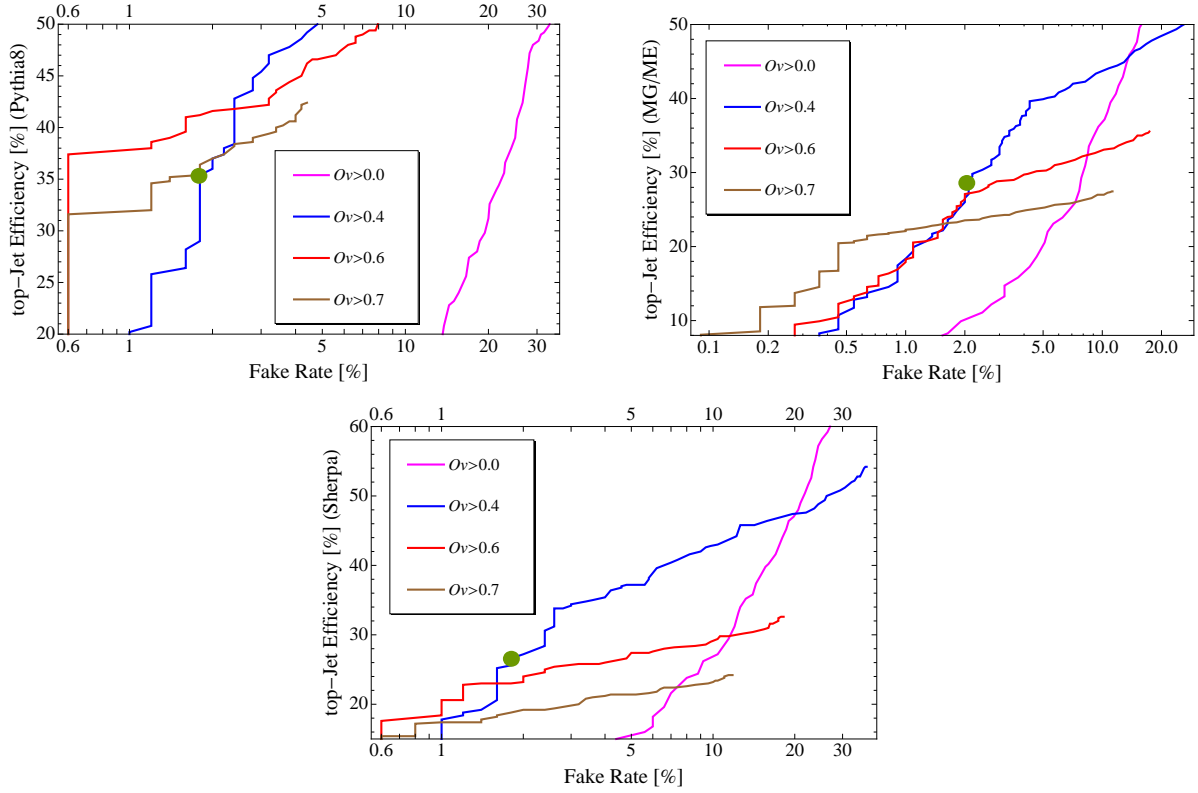 0.6 1 5 10 20 30
50
45
40
35
30
25
20
top-Jet Efficiency [%] (Pythia8)
Ov>0.0
Ov>0.4
Ov>0.6
Ov>0.7
0.6 1 5 10 20 30
Fake Rate [%]
50
40
30
20
10
top-Jet Efficiency [%] (MG/ME)
Ov>0.0
Ov>0.4
Ov>0.6
Ov>0.7
0.1 0.2 0.5 1.0 2.0 5.0 10.0 20.0
Fake Rate [%]
0.6 1 5 10 20 30
60
50
40
30
20
top-Jet Efficiency [%] (Sherpa)
Ov>0.0
Ov>0.4
Ov>0.6
Ov>0.7
0.6 1 5 10 20 30
Fake Rate [%]